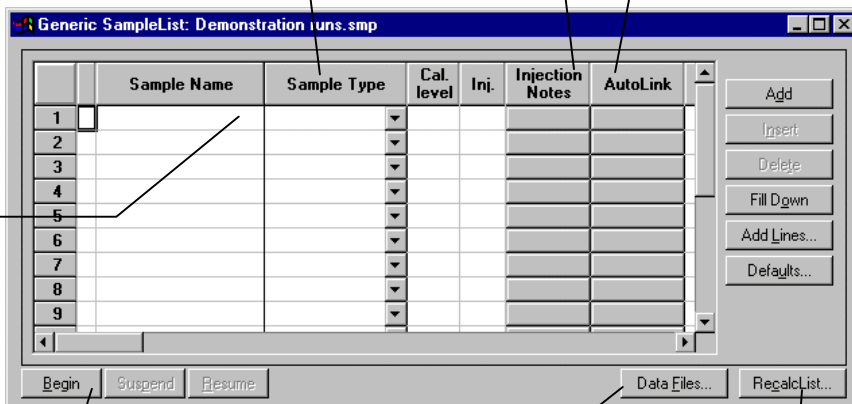 Generic SampleList: Demonstration runs.smp
Sample Name Sample Type Cal. level Inj. Injection Notes AutoLink
1
2
3
4
5
6
7
8
9
Add
Insert
Delete
Fill Down
Add Lines...
Defaults...
Begin Suspend Resume Data Files... RecalcList...